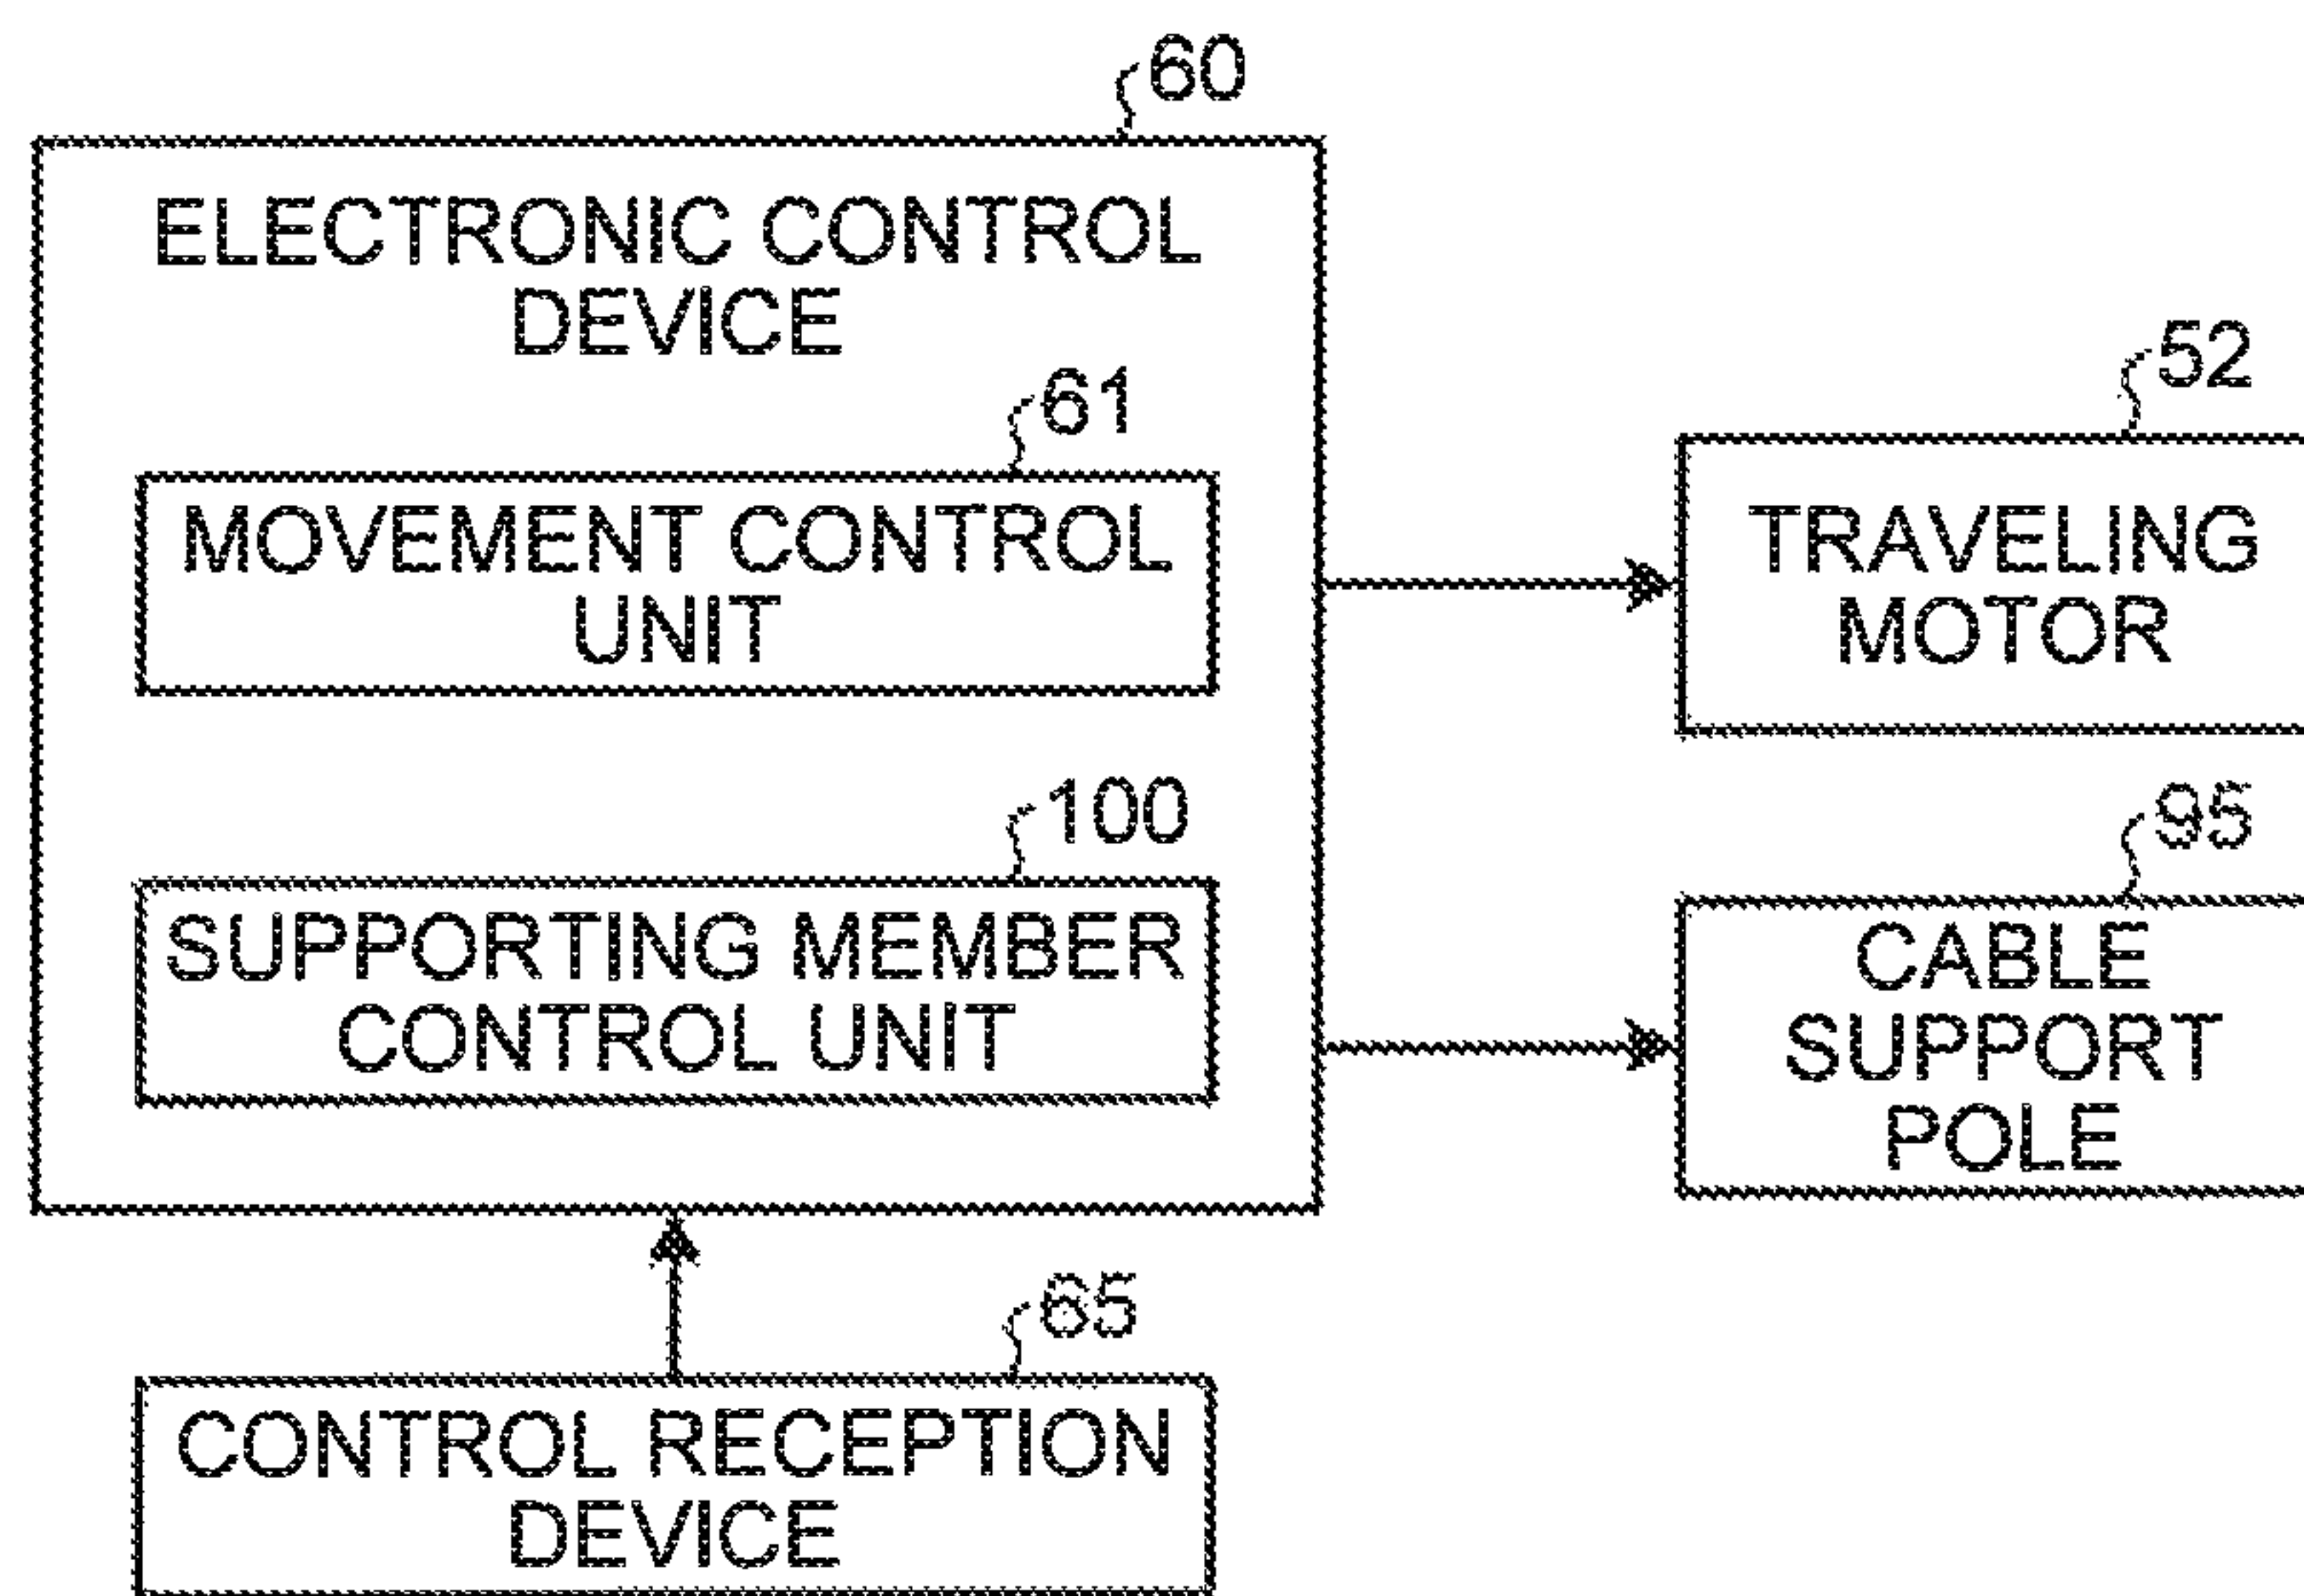 60
ELECTRONIC CONTROL
DEVICE
61
MOVEMENT CONTROL
UNIT
100
SUPPORTING MEMBER
CONTROL UNIT
65
CONTROL RECEPTION
DEVICE
52
TRAVELING
MOTOR
95
CABLE
SUPPORT
POLE